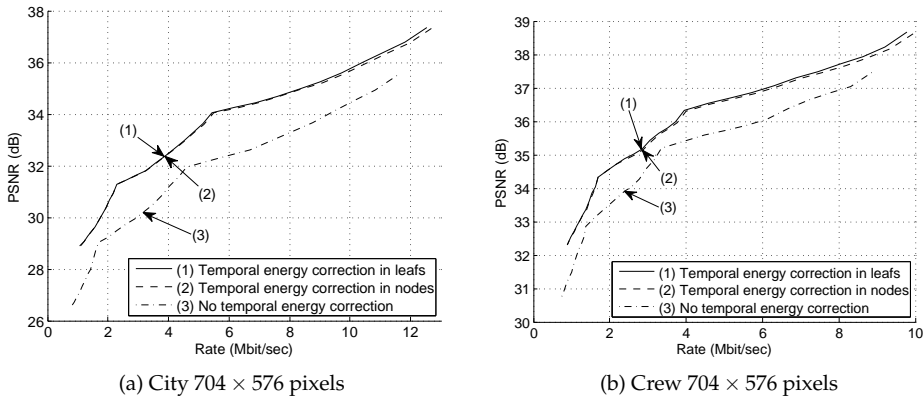 38
36
34
32
30
28
26
PSNR (dB)
0 2 4 6 8 10 12
Rate (Mbit/sec)
(1)
(2)
(3)
(1) Temporal energy correction in leafs
(2) Temporal energy correction in nodes
(3) No temporal energy correction
(a) City 704 × 576 pixels
39
38
37
36
35
34
33
32
31
30
PSNR (dB)
0 2 4 6 8 10
Rate (Mbit/sec)
(1)
(2)
(3)
(1) Temporal energy correction in leafs
(2) Temporal energy correction in nodes
(3) No temporal energy correction
(b) Crew 704 × 576 pixels